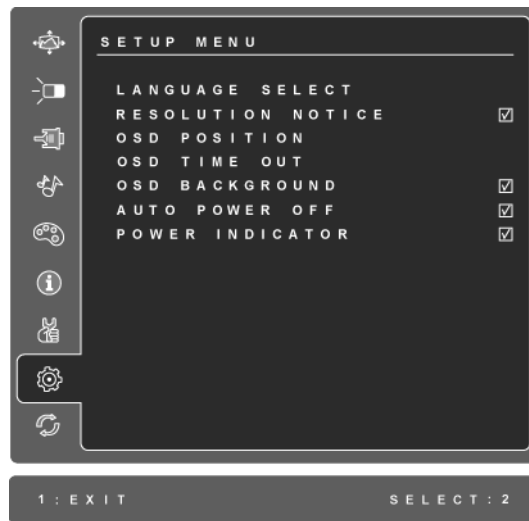 SETUP MENU
LANGUAGE SELECT
RESOLUTION NOTICE
OSD POSITION
OSD TIME OUT
OSD BACKGROUND
AUTO POWER OFF
POWER INDICATOR
1:EXIT SELECT:2